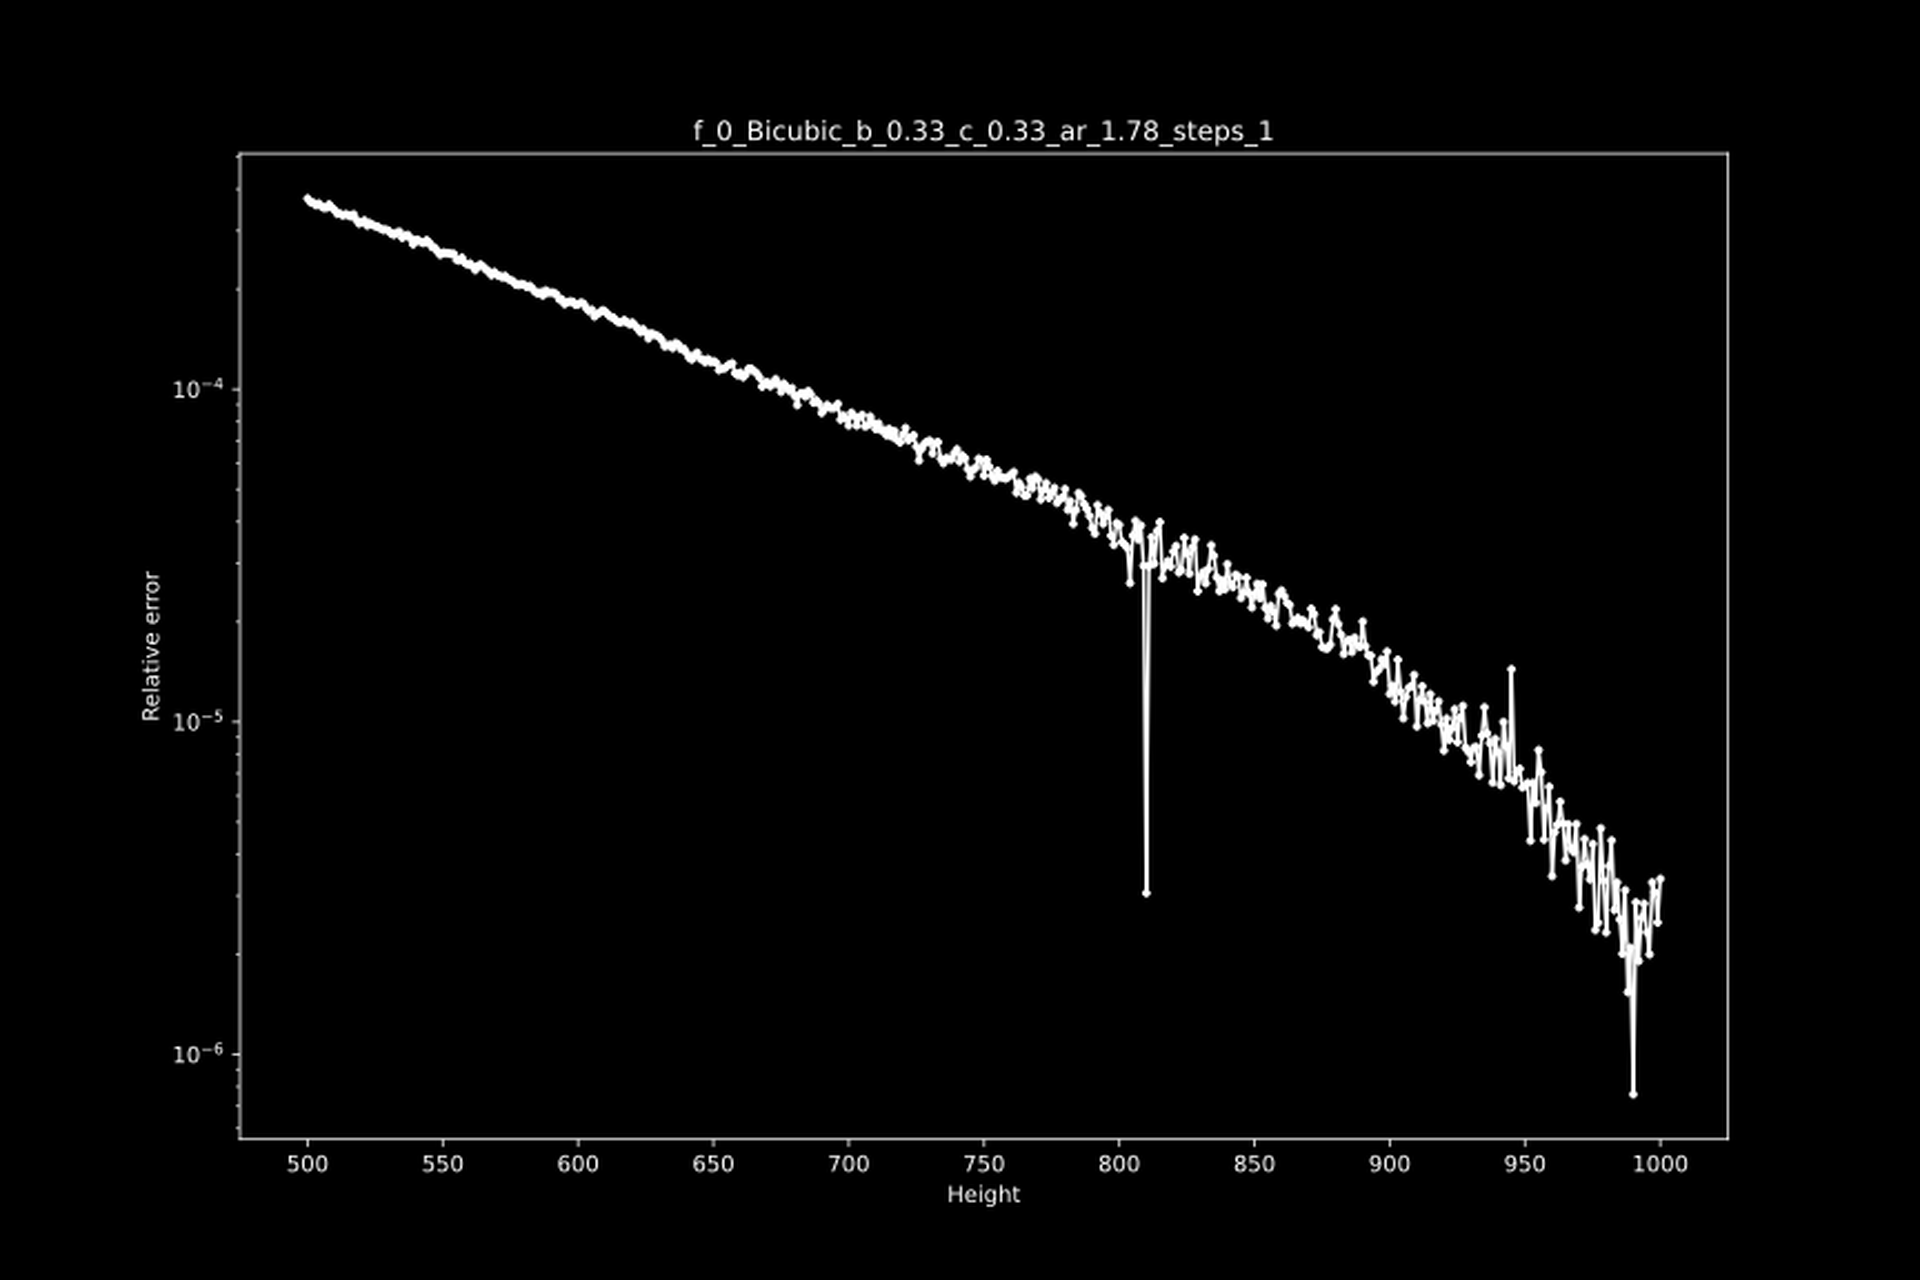 f_0_Bicubic_b_0.33_c_0.33_ar_1.78_steps_1
Relative error
10⁻⁴
10⁻⁵
10⁻⁶
500 550 600 650 700 750 800 850 900 950 1000
Height